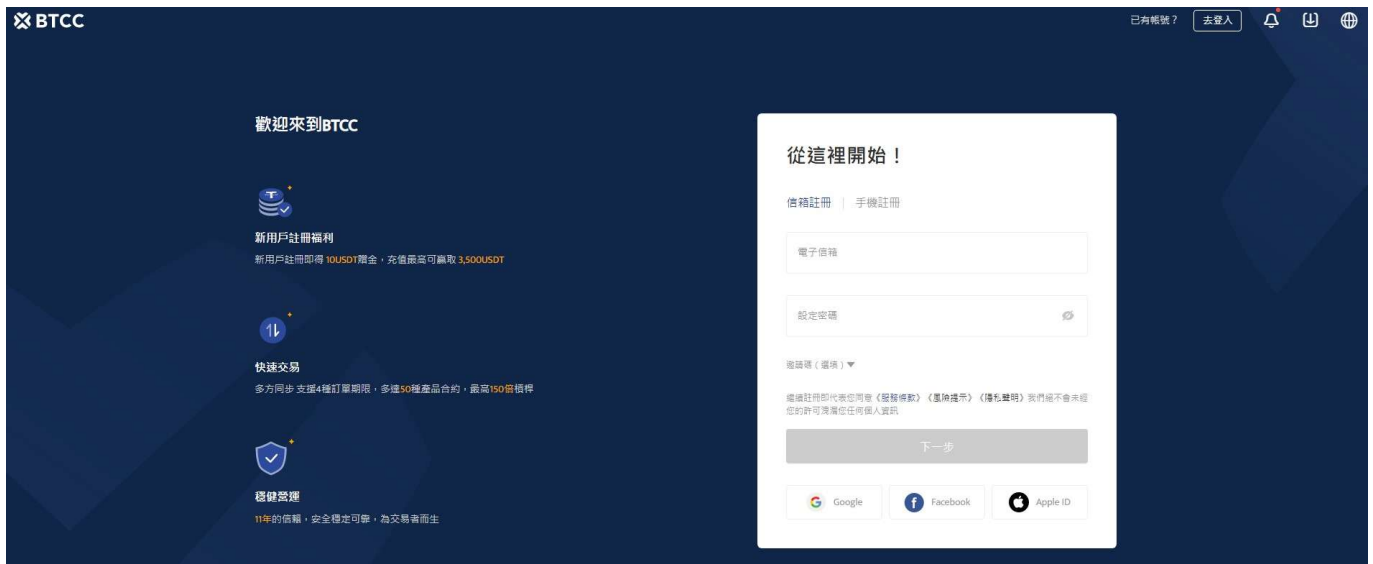 BTCC
已有帳號？
去登入
歡迎來到BTCC
新用戶註冊福利
新用戶註冊即得 10USDT贈金，充值最高可贏取 3,500USDT
快速交易
多方同步 支援4種訂單期限，多達50種產品合約，最高150倍槓桿
穩健營運
11年的信賴，安全穩定可靠，為交易者而生
從這裡開始！
信箱註冊 | 手機註冊
電子信箱
設定密碼
邀請碼（選填）
繼續註冊即代表您同意《服務條款》《風險提示》《隱私聲明》我們絕不會未經
您的許可洩漏您任何個人資訊
下一步
Google
Facebook
Apple ID